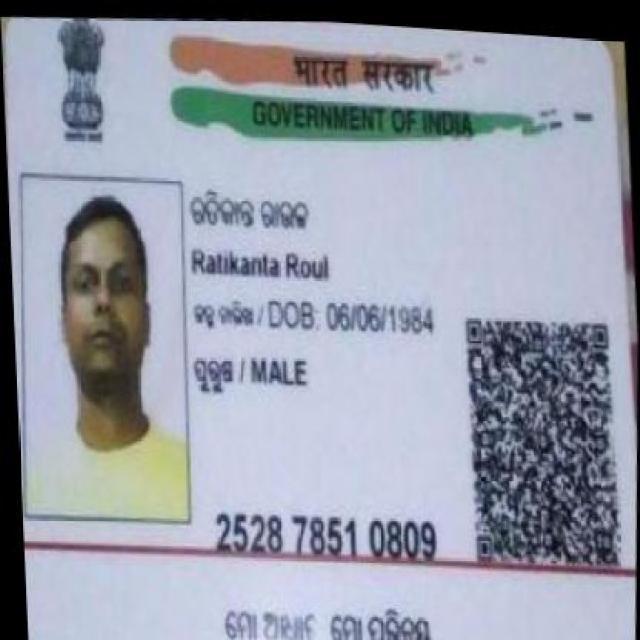 भारत सरकार
GOVERNMENT OF INDIA
ରତିକାନ୍ତ ରାଉଳ
Ratikanta Roul
ଜନ୍ମ ତାରିଖ / DOB: 06/06/1984
ପୁରୁଷ / MALE
2528 7851 0809
ମୋ ଆଧାର ମୋ ପରିଚୟ